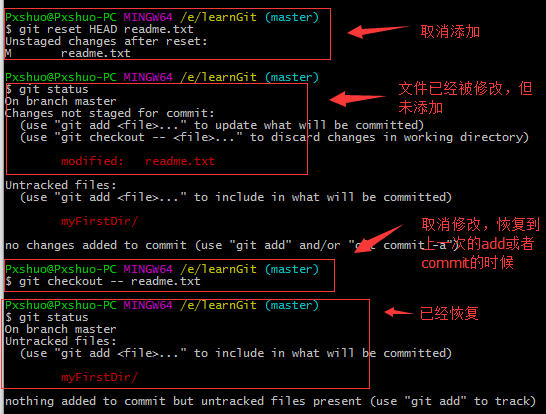 Pxshuo@Pxshuo-PC MINGW64 /e/learnGit (master)
$ git reset HEAD readme.txt
取消添加
Unstaged changes after reset:
M       readme.txt
Pxshuo@Pxshuo-PC MINGW64 /e/learnGit (master)
$ git status
文件已经被修改，但
未添加
On branch master
Changes not staged for commit:
  (use "git add <file>..." to update what will be committed)
  (use "git checkout -- <file>..." to discard changes in working directory)
        modified:   readme.txt
Untracked files:
  (use "git add <file>..." to include in what will be committed)
        myFirstDir/
取消修改，恢复到
上一次的add或者
commit的时候
no changes added to commit (use "git add" and/or "git commit -a")
Pxshuo@Pxshuo-PC MINGW64 /e/learnGit (master)
$ git checkout -- readme.txt
Pxshuo@Pxshuo-PC MINGW64 /e/learnGit (master)
$ git status
已经恢复
On branch master
Untracked files:
  (use "git add <file>..." to include in what will be committed)
        myFirstDir/
nothing added to commit but untracked files present (use "git add" to track)